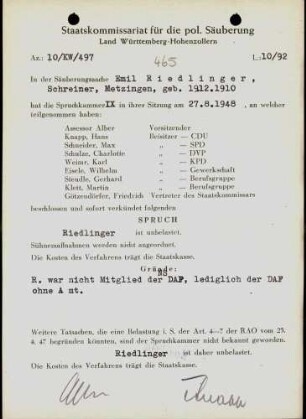 Staatskommissariat für die pol. Säuberung
Land Württemberg-Hohenzollern
Az.: 10/KW/497
L.: 10/92
465
In der Säuberungssache Emil Riedlinger,
Schreiner, Metzingen, geb. 1912.1910
hat die Spruchkammer IX in ihrer Sitzung am 27.8.1948, an welcher
teilgenommen haben:
Assessor Alber Vorsitzender
Knapp, Hans Beisitzer — CDU
Schneider, Max „ — SPD
Schulze, Charlotte „ — DVP
Weimar, Karl „ — KPD
Eisele, Wilhelm „ — Gewerkschaft
Streidle, Gerhard „ — Berufsgruppe
Klett, Martin „ — Berufsgruppe
Götzendörfer, Friedrich Vertreter des Staatskommissars
beschlossen und sofort verkündet folgenden
SPRUCH
Riedlinger ist unbelastet.
Sühnemaßnahmen werden nicht angeordnet.
Die Kosten des Verfahrens trägt die Staatskasse.
Gründe:
R. war nicht Mitglied der, lediglich der DAF
ohne A mt.
Weitere Tatsachen, die eine Belastung i. S. der Art. 4—7 der RAO vom 25.
4. 47 begründen könnten, sind der Spruchkammer nicht bekannt geworden.
Riedlinger ist daher unbelastet.
Die Kosten des Verfahrens trägt die Staatskasse.